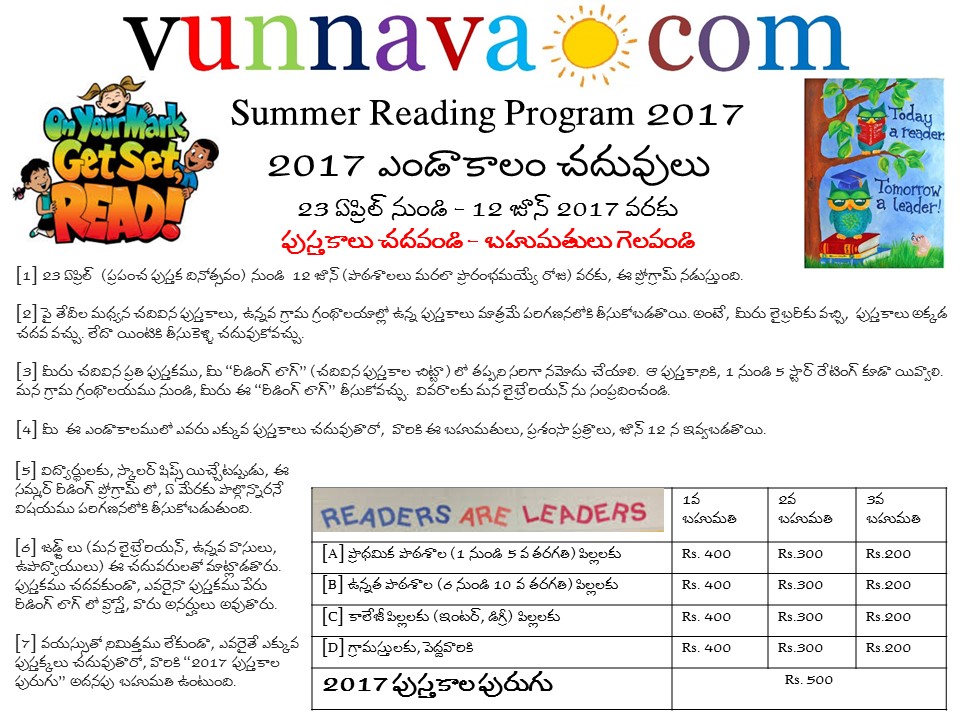 vunnava.com
Summer Reading Program 2017
2017 ఎండాకాలం చదువులు
23 ఏప్రిల్ నుండి - 12 జూన్ 2017 వరకు
పుస్తకాలు చదవండి - బహుమతులు గెలవండి
On Your Mark
Get Set,
READ!
Today
a reader.
Tomorrow
a leader!
[1] 23 ఏప్రిల్ (ప్రపంచ పుస్తక దినోత్సవం) నుండి 12 జూన్ (పాఠశాలలు మరలా ప్రారంభమయ్యే రోజు) వరకు, ఈ ప్రోగ్రామ్ నడుస్తుంది.
[2] పై తేదీల మధ్యన చదివిన పుస్తకాలు, ఉన్నవ గ్రామ గ్రంథాలయాల్లో ఉన్న పుస్తకాలు మాత్రమే పరిగణనలోకి తీసుకోబడతాయి. అంటే, మీరు లైబ్రరీకు వచ్చి, పుస్తకాలు అక్కడ
చదవ వచ్చు. లేదా యింటికి తీసుకెళ్ళి చదువుకోవచ్చు.
[3] మీరు చదివిన ప్రతి పుస్తకము, మీ “రీడింగ్ లాగ్” (చదివిన పుస్తకాల చిట్టా) లో తప్పని సరిగా నమోదు చేయాలి. ఆ పుస్తకానికి, 1 నుండి 5 స్టార్ రేటింగ్ కూడా యివ్వాలి.
మన గ్రామ గ్రంథాలయము నుండి, మీరు ఈ “రీడింగ్ లాగ్” తీసుకోవచ్చు. వివరాలకు మన లైబ్రేరియన్ ను సంప్రదించండి.
[4] మీ ఈ ఎండాకాలములో ఎవరు ఎక్కువ పుస్తకాలు చదువుతారో, వారికి ఈ బహుమతులు, ప్రశంసా ప్రత్రాలు, జూన్ 12 న ఇవ్వబడతాయి.
[5] విద్యార్థులకు, స్కాలర్ షిప్స్ యిచ్చేటప్పుడు, ఈ
సమ్మర్ రీడింగ్ ప్రోగ్రామ్ లో, ఏ మేరకు పాల్గొన్నారనే
విషయము పరిగణనలోకి తీసుకోబడుతుంది.
[6] జడ్జ్ లు (మన లైబ్రేరియన్, ఉన్నవ వాసులు,
ఉపాద్యాయులు) ఈ చదువరులతో మాట్లాడతారు.
పుస్తకము చదవకుండా, ఎవరైనా పుస్తకము పేరు
రీడింగ్ లాగ్ లో వ్రాస్తే, వారు అనర్హులు అవుతారు.
[7] వయస్సుతో నిమిత్తము లేకుండా, ఎవరైతే ఎక్కువ
పుస్తక్కలు చదువుతారో, వారికి “2017 పుస్తకాల
పురుగు” అదనపు బహుమతి ఉంటుంది.
READERS ARE LEADERS 1వ బహుమతి 2వ బహుమతి 3వ బహుమతి
[A] ప్రాధమిక పాఠశాల (1 నుండి 5 వ తరగతి) పిల్లలకు Rs. 400 Rs.300 Rs.200
[B] ఉన్నత పాఠశాల (6 నుండి 10 వ తరగతి) పిల్లలకు Rs. 400 Rs.300 Rs.200
[C] కాలేజీ పిల్లలకు (ఇంటర్, డిగ్రీ) పిల్లలకు Rs. 400 Rs.300 Rs.200
[D] గ్రామస్తులకు, పెద్దవారికి Rs. 400 Rs.300 Rs.200
2017 పుస్తకాల పురుగు Rs. 500